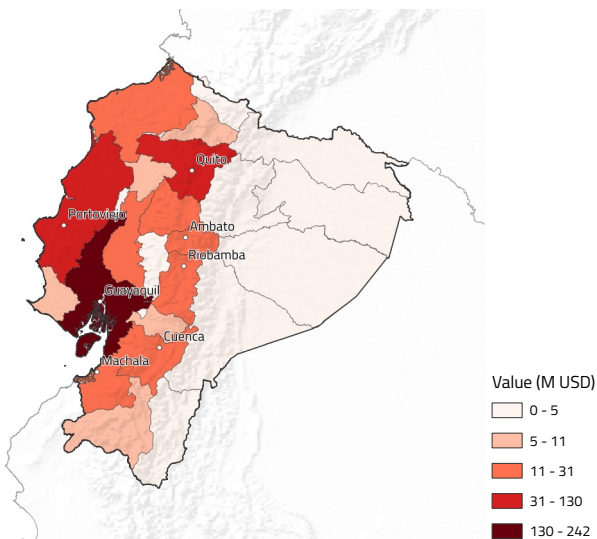 Quito
Portoviejo
Ambato
Riobamba
Guayaquil
Cuenca
Machala
Value (M USD)
0 - 5
5 - 11
11 - 31
31 - 130
130 - 242